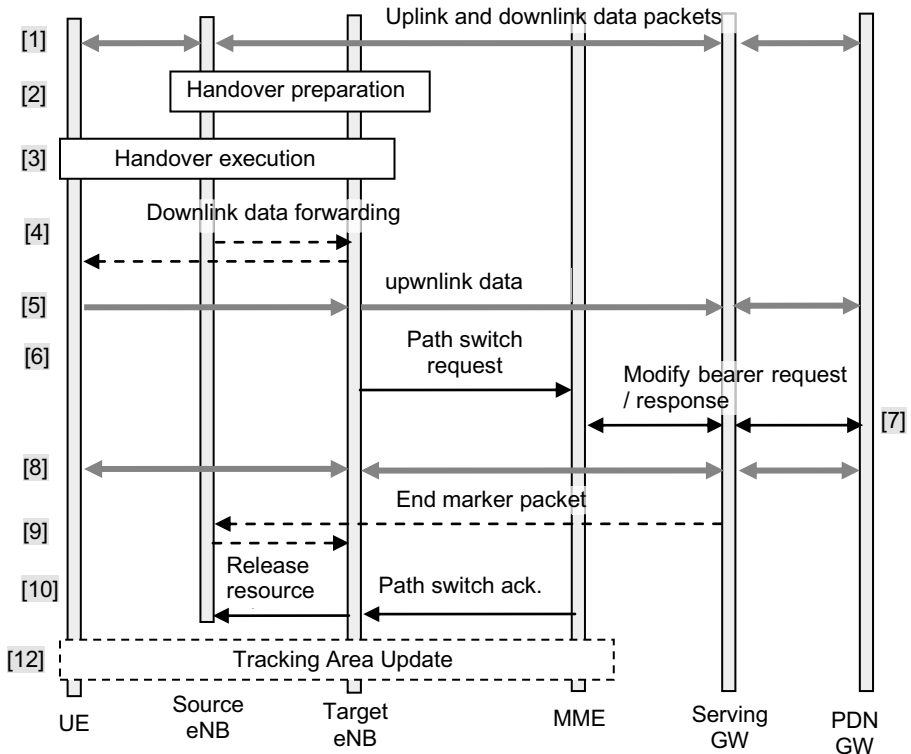 Uplink and downlink data packets
[1]
[2] Handover preparation
[3] Handover execution
Downlink data forwarding
[4]
upwnlink data
[5]
[6] Path switch
request
Modify bearer request
/ response
[7]
[8]
End marker packet
[9]
Release
resource
[10] Path switch ack.
[12] Tracking Area Update
UE
Source
eNB
Target
eNB
MME
Serving
GW
PDN
GW